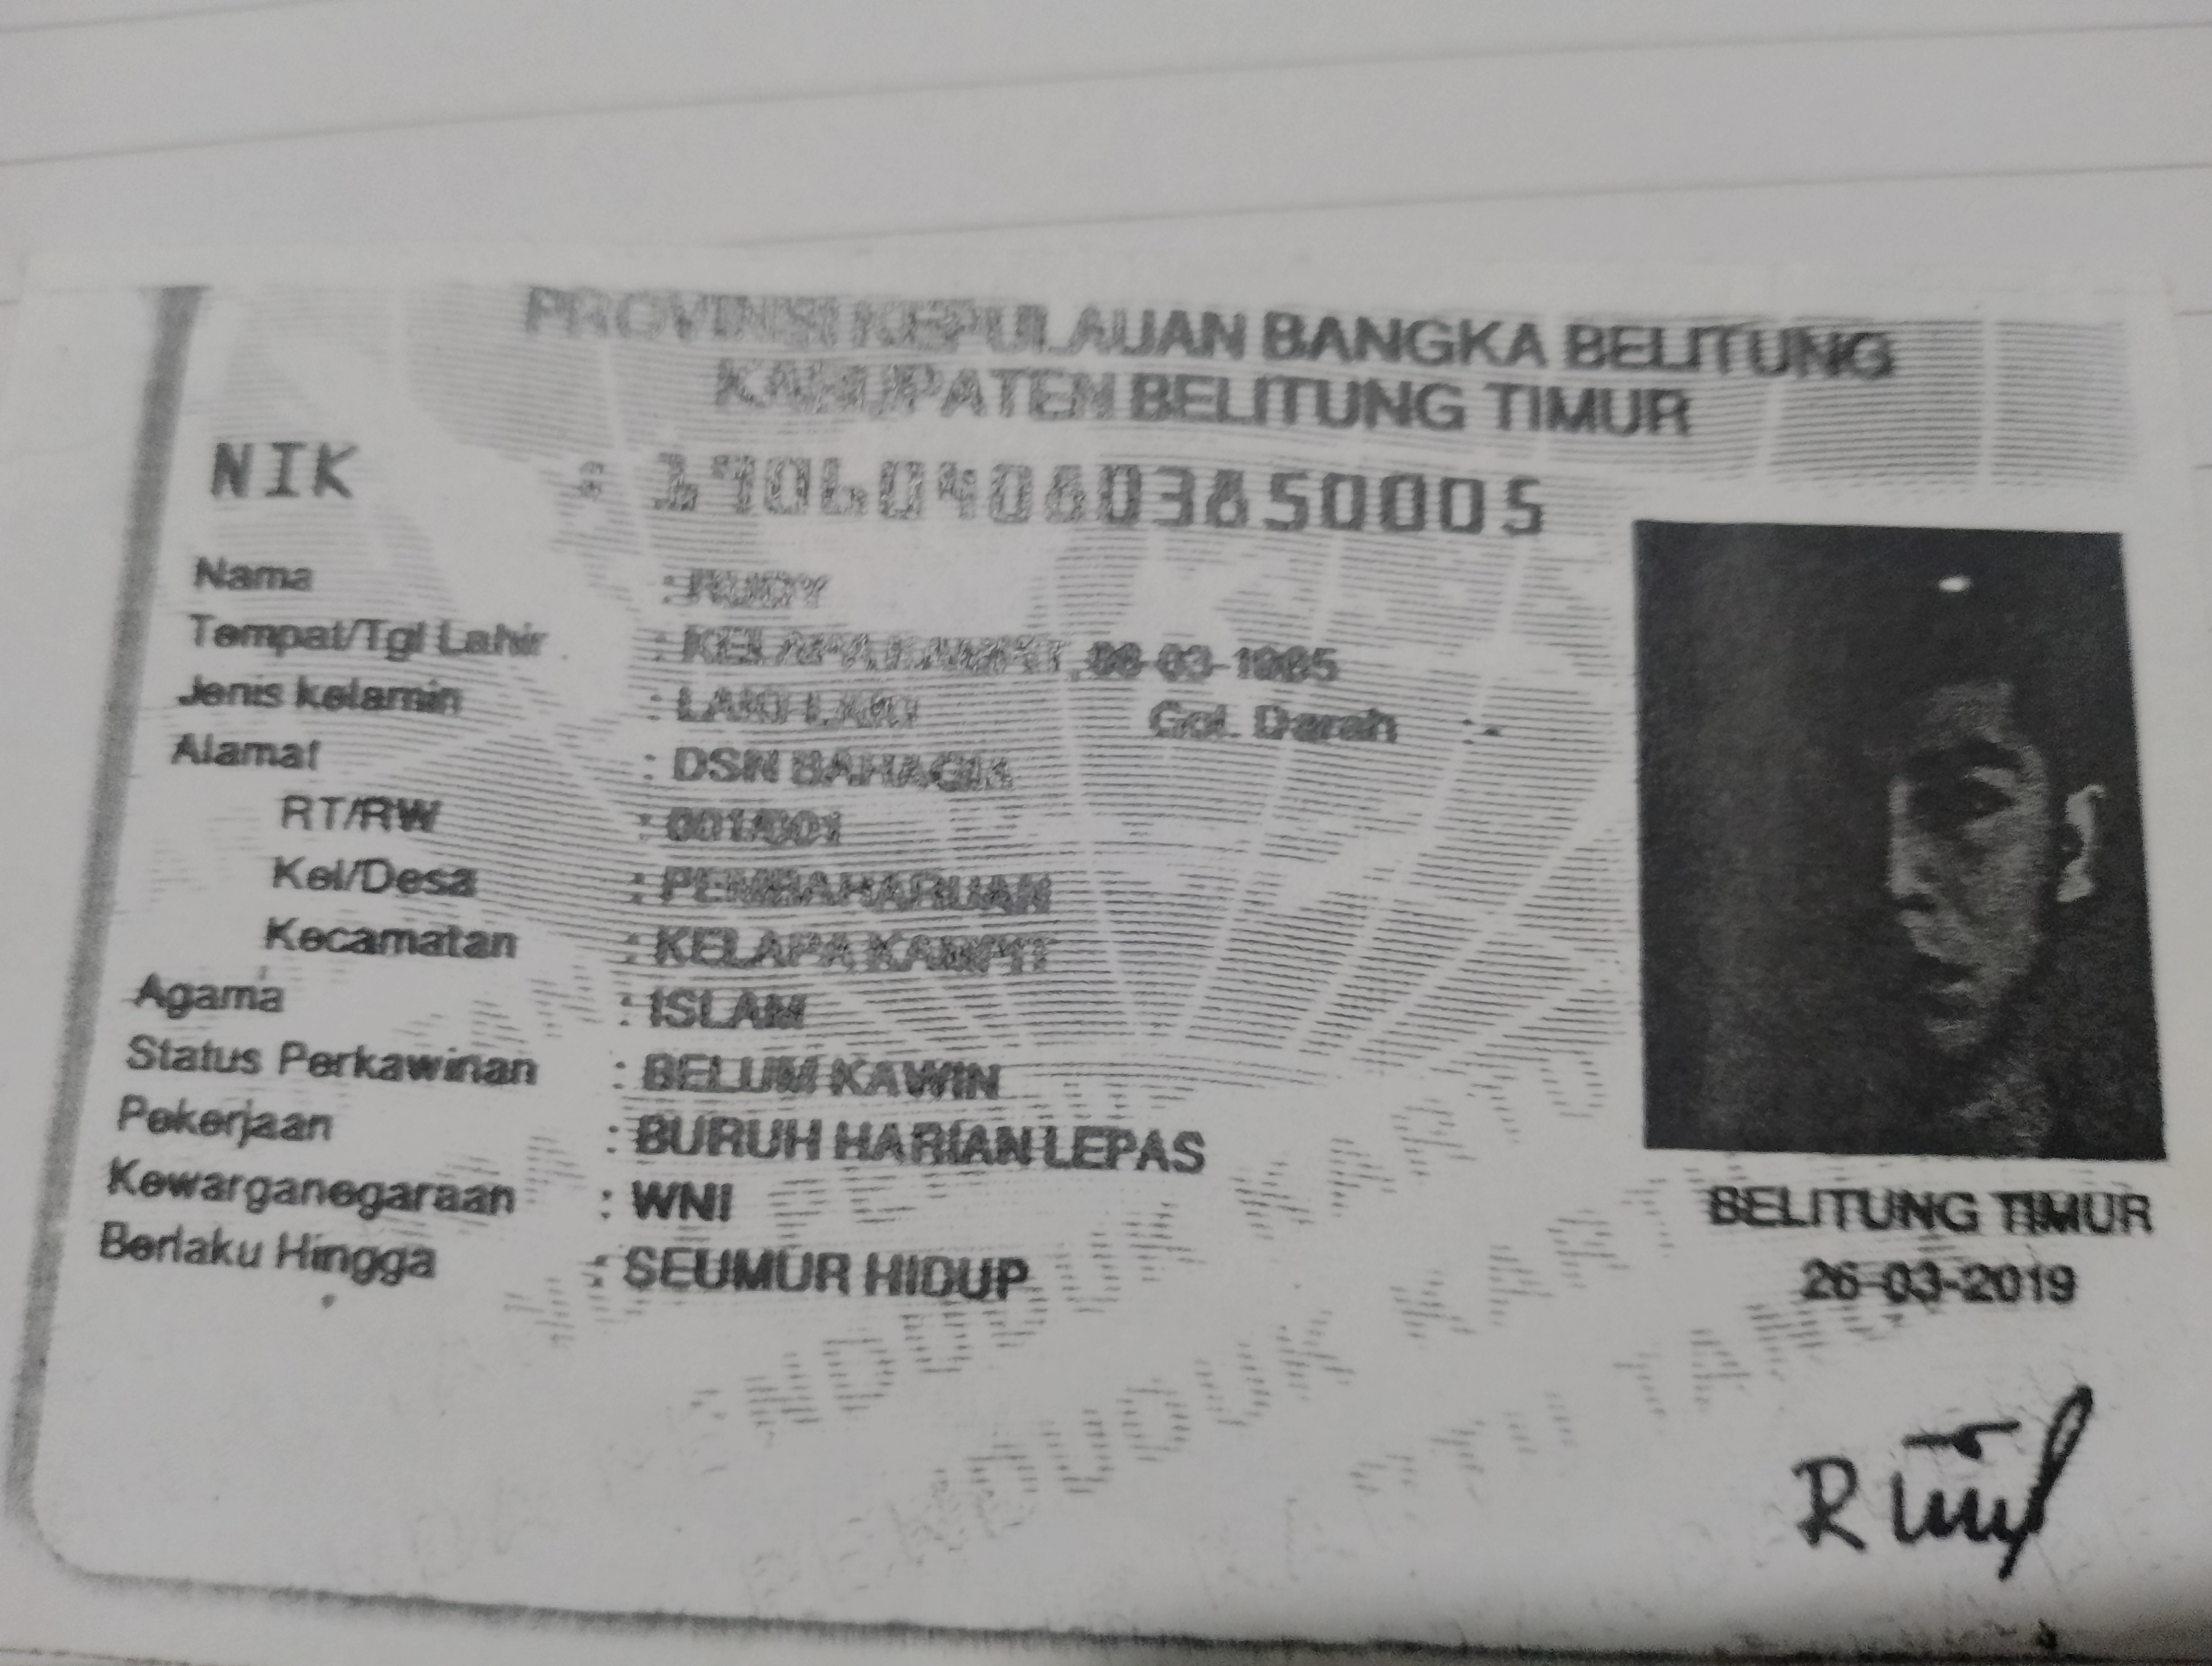 PROVINSI KEPULAUAN BANGKA BELITUNG
KABUPATEN BELITUNG TIMUR
NIK :
Nama : RUDY
Tempat/Tgl Lahir : KELAPA KAMPIT, 06-03-1985
Jenis kelamin : LAKI-LAKI Gol. Darah : -
Alamat : DSN BAHAGIA
RT/RW : 001/001
Kel/Desa : PEMBAHARUAN
Kecamatan : KELAPA KAMPIT
Agama : ISLAM
Status Perkawinan : BELUM KAWIN
Pekerjaan : BURUH HARIAN LEPAS
Kewarganegaraan : WNI
Berlaku Hingga : SEUMUR HIDUP
BELITUNG TIMUR
26-03-2019